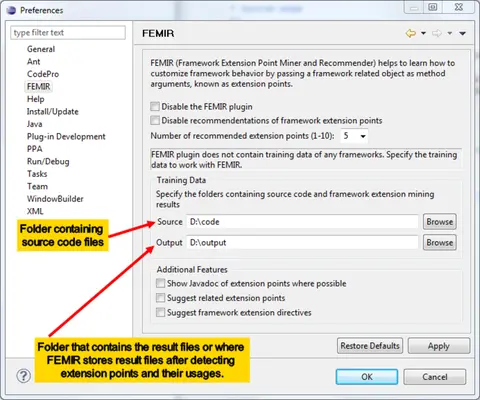 Preferences
type filter text
FEMIR
General
Ant
CodePro
FEMIR
Help
Install/Update
Java
Plug-in Development
PPA
Run/Debug
Tasks
Team
WindowBuilder
XML
FEMIR (Framework Extension Point Miner and Recommender) helps to learn how to
customize framework behavior by passing a framework related object as method
arguments, known as extension points.
Disable the FEMIR plugin
Disable recommendations of framework extension points
Number of recommended extension points (1-10): 5
FEMIR plugin does not contain training data of any frameworks. Specify the training
data to work with FEMIR.
Training Data
Specify the folders containing source code and framework extension mining
results
Source D:\code Browse
Output D:\output Browse
Folder containing
source code files
Additional Features
Show Javadoc of extension points where possible
Suggest related extension points
Suggest framework extension directives
Folder that contains the result files or where
FEMIR stores result files after detecting
extension points and their usages.
Restore Defaults Apply
? OK Cancel